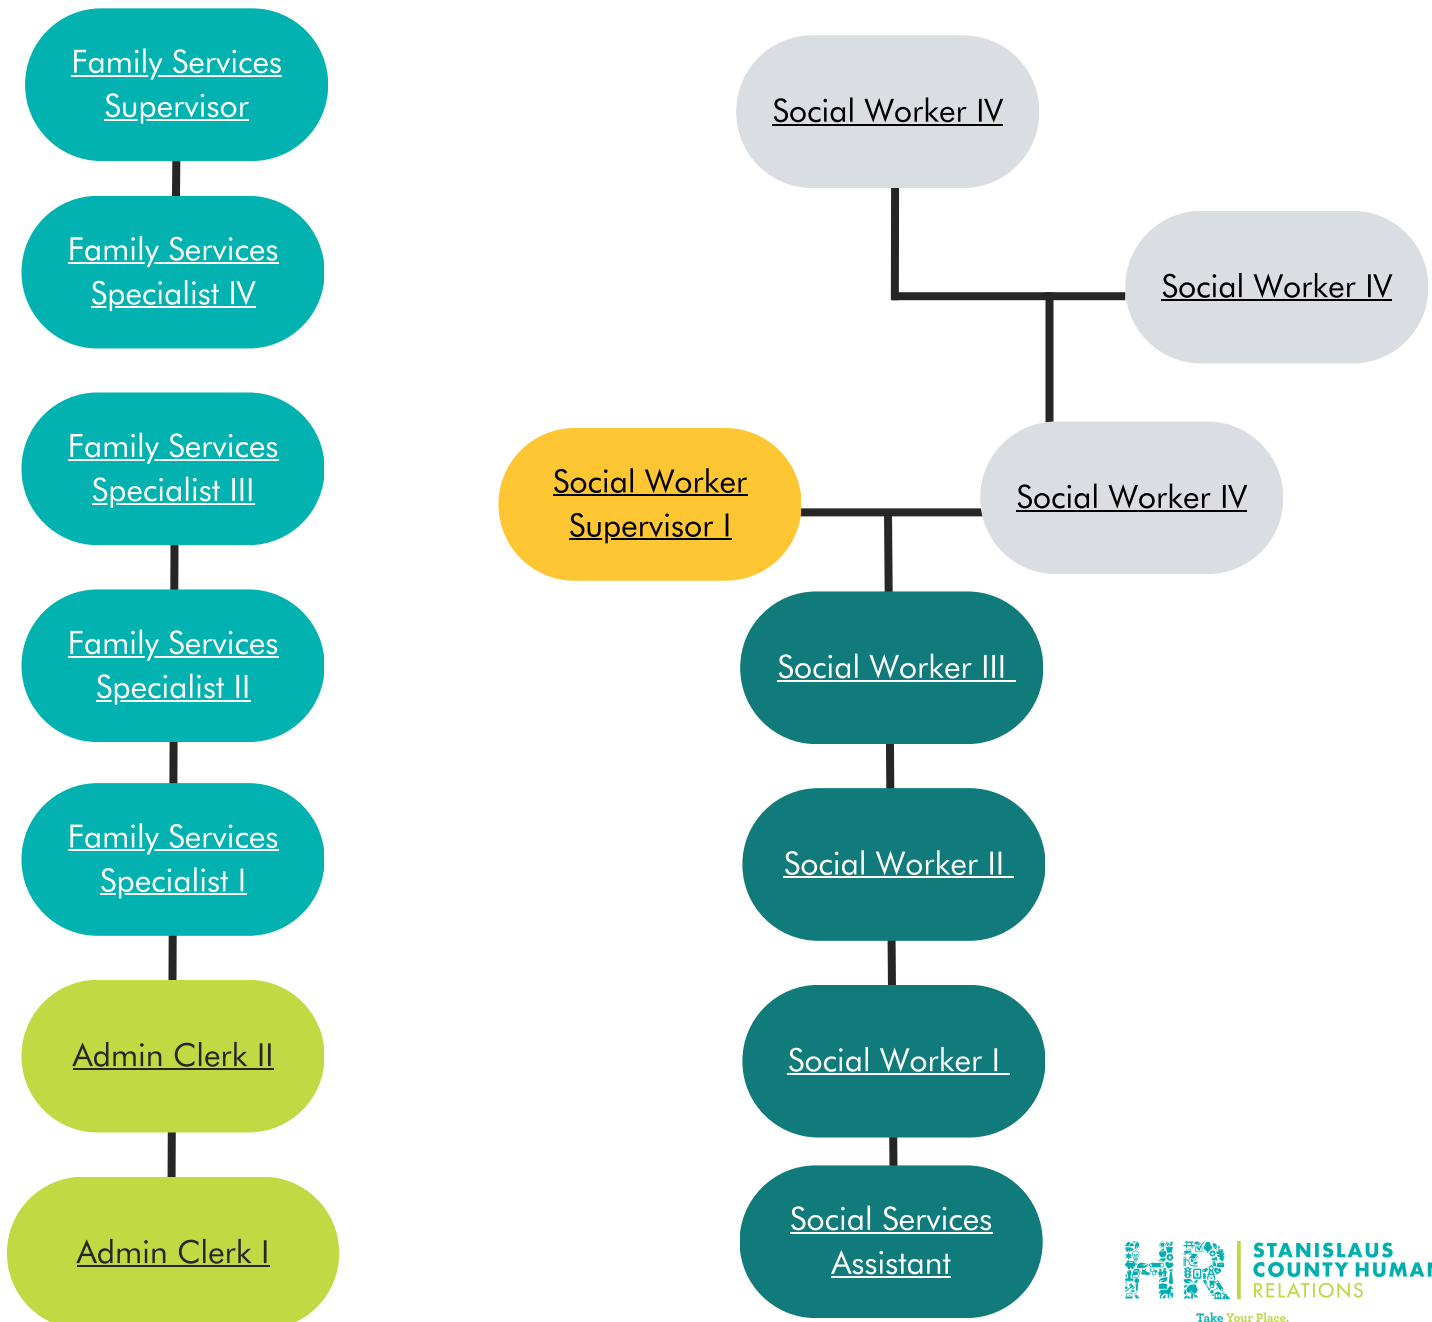 Family Services
Supervisor
Family Services
Specialist IV
Family Services
Specialist III
Family Services
Specialist II
Family Services
Specialist I
Admin Clerk II
Admin Clerk I
Social Worker IV
Social Worker IV
Social Worker IV
Social Worker
Supervisor I
Social Worker III
Social Worker II
Social Worker I
Social Services
Assistant
HR
STANISLAUS
COUNTY HUMAN
RELATIONS
Take Your Place.